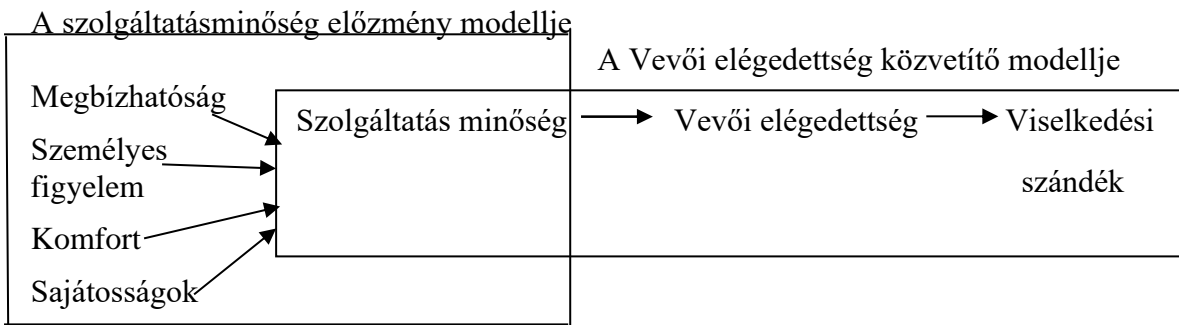 A szolgáltatásminőség előzmény modellje
A Vevői elégedettség közvetítő modellje
Megbízhatóság
Személyes
figyelem
Komfort
Sajátosságok
Szolgáltatás minőség
Vevői elégedettség
Viselkedési
szándék